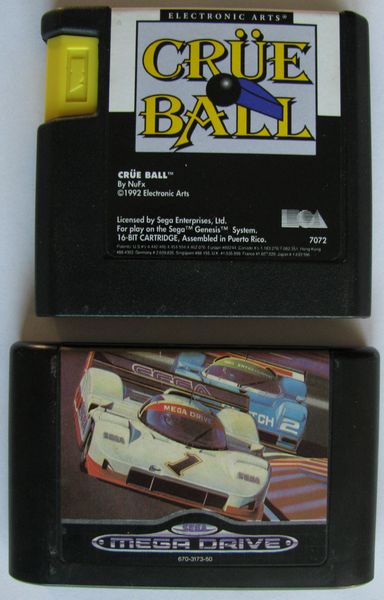 ELECTRONIC ARTS®
CRÜE
BALL
CRÜE BALL™
By NuFx
©1992 Electronic Arts
Licensed by Sega Enterprises, Ltd.
For play on the Sega™ Genesis™ System.
16-BIT CARTRIDGE, Assembled in Puerto Rico.
7072
SEGA
MEGA DRIVE
SEGA
1
2
SEGA
MEGA DRIVE
670-3173-50